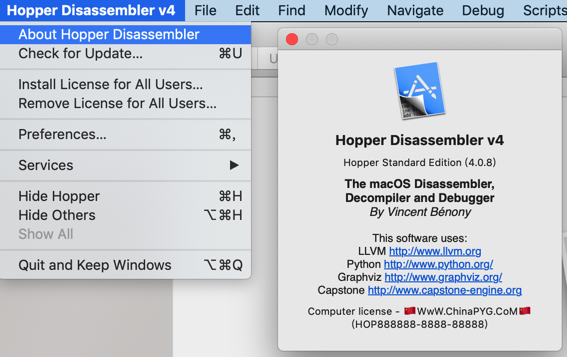 Hopper Disassembler v4 File Edit Find Modify Navigate Debug Scripts
About Hopper Disassembler
Check for Update... ⌘U
Install License for All Users...
Remove License for All Users...
Preferences... ⌘,
Services ▶
Hide Hopper ⌘H
Hide Others ⌥⌘H
Show All
Quit and Keep Windows ⌥⌘Q
U
Hopper Disassembler v4
Hopper Standard Edition (4.0.8)
The macOS Disassembler,
Decompiler and Debugger
By Vincent Bénony
This software uses:
LLVM http://www.llvm.org
Python http://www.python.org/
Graphviz http://www.graphviz.org/
Capstone http://www.capstone-engine.org
Computer license - 🇨🇳WwW.ChinaPYG.CoM🇨🇳
(HOP888888-8888-88888)